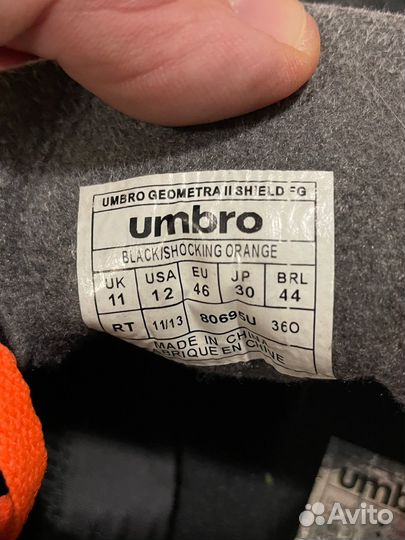 UMBRO GEOMETRA II SHIELD FG
umbro
BLACK/SHOCKING ORANGE
UK USA EU JP BRL
11 12 46 30 44
RT 11/13 80695U 360
MADE IN CHINA
FABRIQUE EN CHINE
umbro
Avito